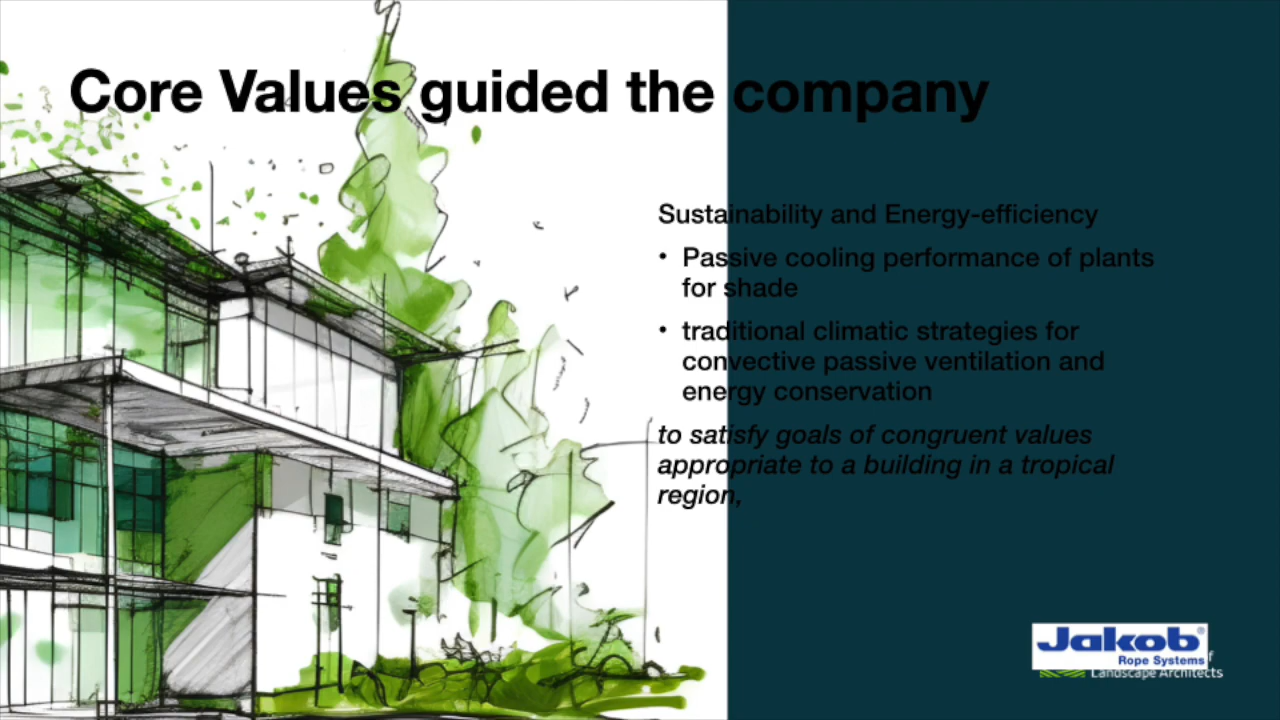 Core Values guided the company
Sustainability and Energy-efficiency
• Passive cooling performance of plants
for shade
• traditional climatic strategies for
convective passive ventilation and
energy conservation
to satisfy goals of congruent values
appropriate to a building in a tropical
region,
Jakob®
Rope Systems
Landscape Architects